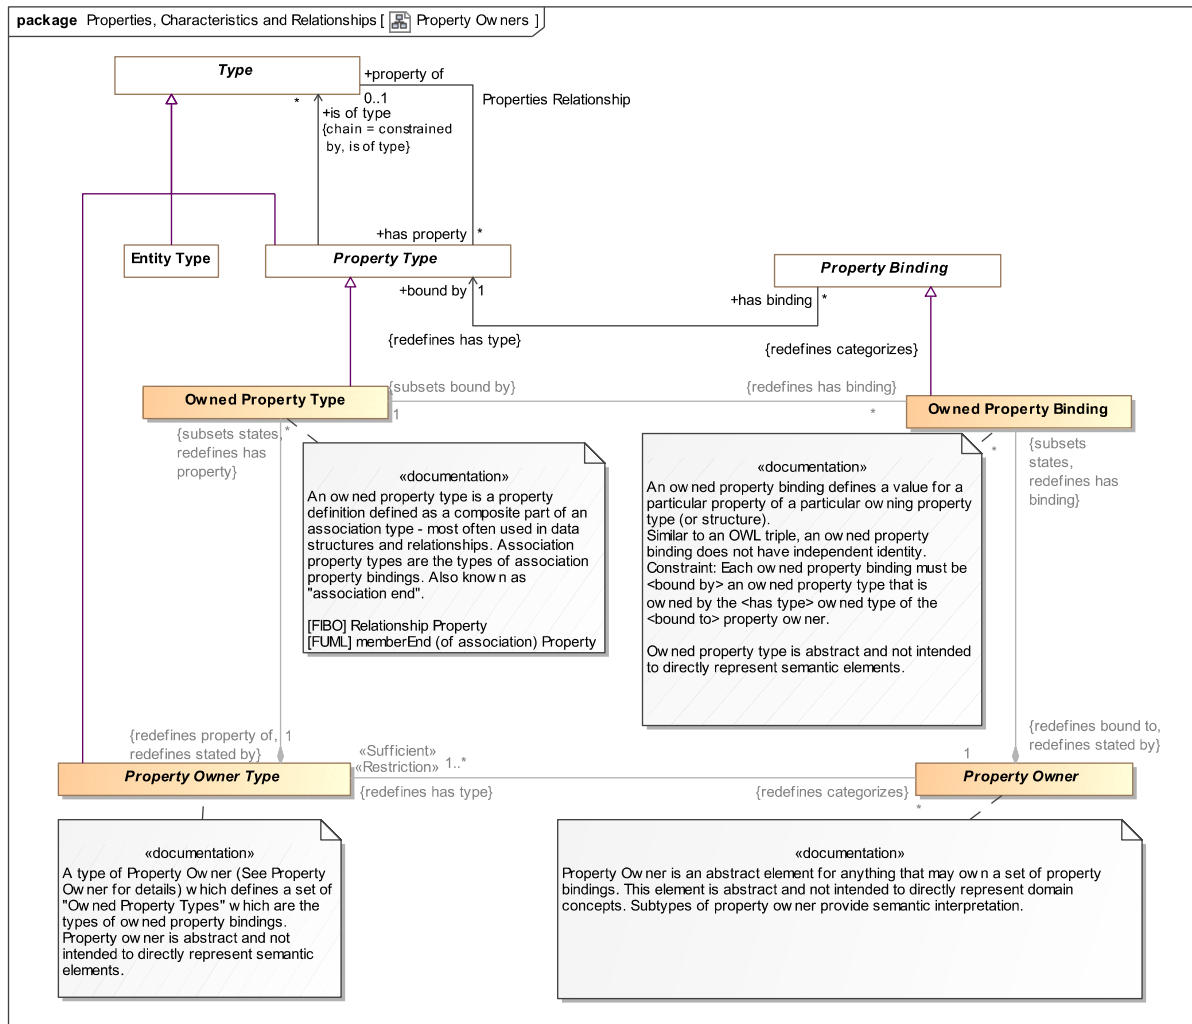 package Properties, Characteristics and Relationships [ Property Owners ]
Type
+property of
0..1
*
Properties Relationship
+is of type
{chain = constrained
by, is of type}
+has property
*
Entity Type
Property Type
Property Binding
+bound by
1
+has binding
*
{redefines has type}
{redefines categorizes}
{subsets bound by}
{redefines has binding}
Owned Property Type
1
*
Owned Property Binding
{subsets states,
redefines has
property}
*
*
{subsets
states,
redefines has
binding}
«documentation»
An owned property type is a property
definition defined as a composite part of an
association type - most often used in data
structures and relationships. Association
property types are the types of association
property bindings. Also known as
"association end".
[FIBO] Relationship Property
[FUML] memberEnd (of association) Property
«documentation»
An owned property binding defines a value for a
particular property of a particular owning property
type (or structure).
Similar to an OWL triple, an owned property
binding does not have independent identity.
Constraint: Each owned property binding must be
<bound by> an owned property type that is
owned by the <has type> owned type of the
<bound to> property owner.
Owned property type is abstract and not intended
to directly represent semantic elements.
{redefines property of,
redefines stated by}
1
«Sufficient»
«Restriction»
1..*
{redefines has type}
1
{redefines bound to,
redefines stated by}
{redefines categorizes}
*
Property Owner Type
Property Owner
«documentation»
A type of Property Owner (See Property
Owner for details) which defines a set of
"Owned Property Types" which are the
types of owned property bindings.
Property owner is abstract and not
intended to directly represent semantic
elements.
«documentation»
Property Owner is an abstract element for anything that may own a set of property
bindings. This element is abstract and not intended to directly represent domain
concepts. Subtypes of property owner provide semantic interpretation.